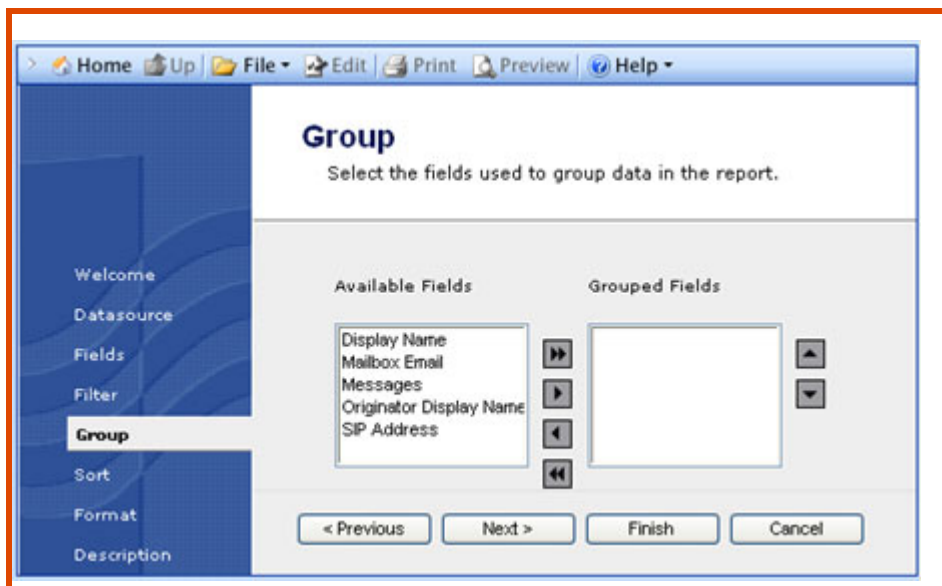 Home Up File Edit Print Preview Help
Group
Select the fields used to group data in the report.
Welcome
Datasource
Fields
Filter
Group
Sort
Format
Description
Available Fields
Display Name
Mailbox Email
Messages
Originator Display Name
SIP Address
Grouped Fields
< Previous
Next >
Finish
Cancel